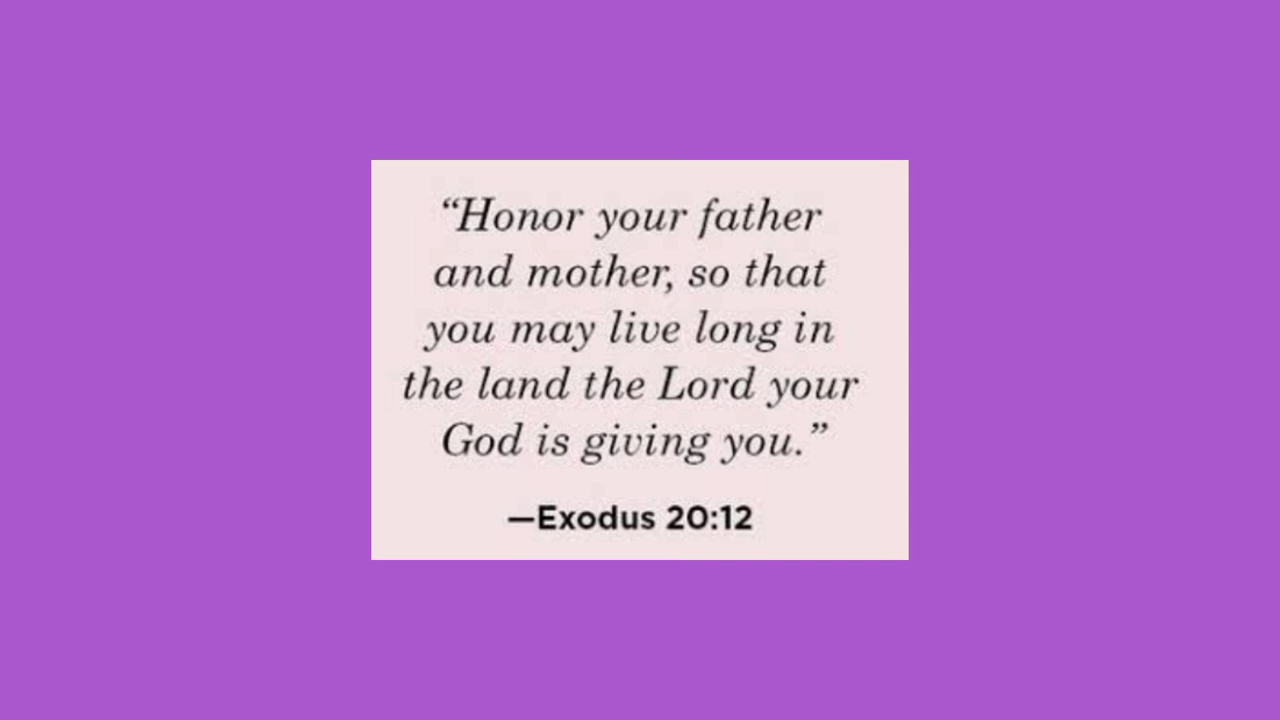 “Honor your father
and mother, so that
you may live long in
the land the Lord your
God is giving you.”
—Exodus 20:12